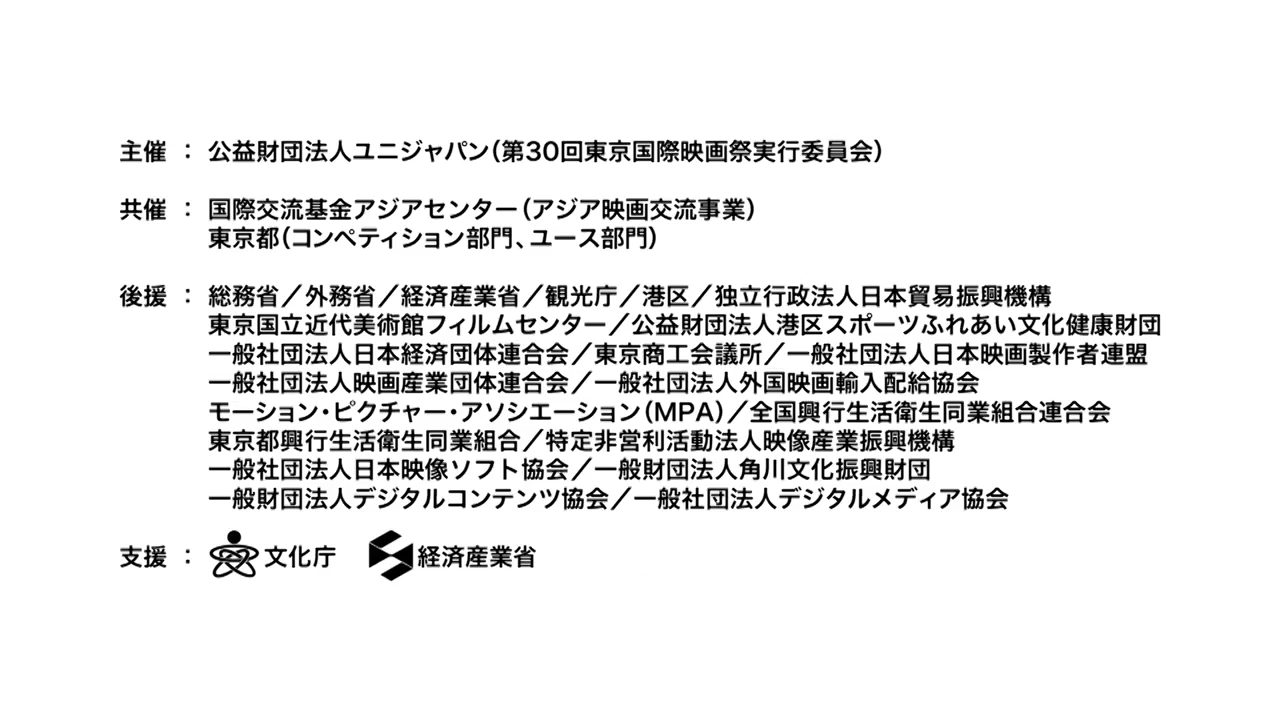 主催 : 公益財団法人ユニジャパン(第30回東京国際映画祭実行委員会)
共催 : 国際交流基金アジアセンター(アジア映画交流事業)
東京都(コンペティション部門、ユース部門)
後援 : 総務省／外務省／経済産業省／観光庁／港区／独立行政法人日本貿易振興機構
東京国立近代美術館フィルムセンター／公益財団法人港区スポーツふれあい文化健康財団
一般社団法人日本経済団体連合会／東京商工会議所／一般社団法人日本映画製作者連盟
一般社団法人映画産業団体連合会／一般社団法人外国映画輸入配給協会
モーション・ピクチャー・アソシエーション(MPA)／全国興行生活衛生同業組合連合会
東京都興行生活衛生同業組合／特定非営利活動法人映像産業振興機構
一般社団法人日本映像ソフト協会／一般財団法人角川文化振興財団
一般財団法人デジタルコンテンツ協会／一般社団法人デジタルメディア協会
支援 : 文化庁 経済産業省